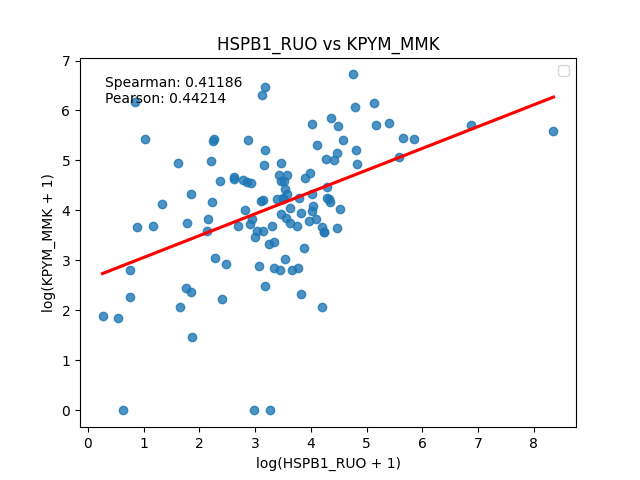 HSPB1_RUO vs KPYM_MMK
Spearman: 0.41186
Pearson: 0.44214
7
6
5
4
3
2
1
0
log(KPYM_MMK + 1)
0 1 2 3 4 5 6 7 8
log(HSPB1_RUO + 1)